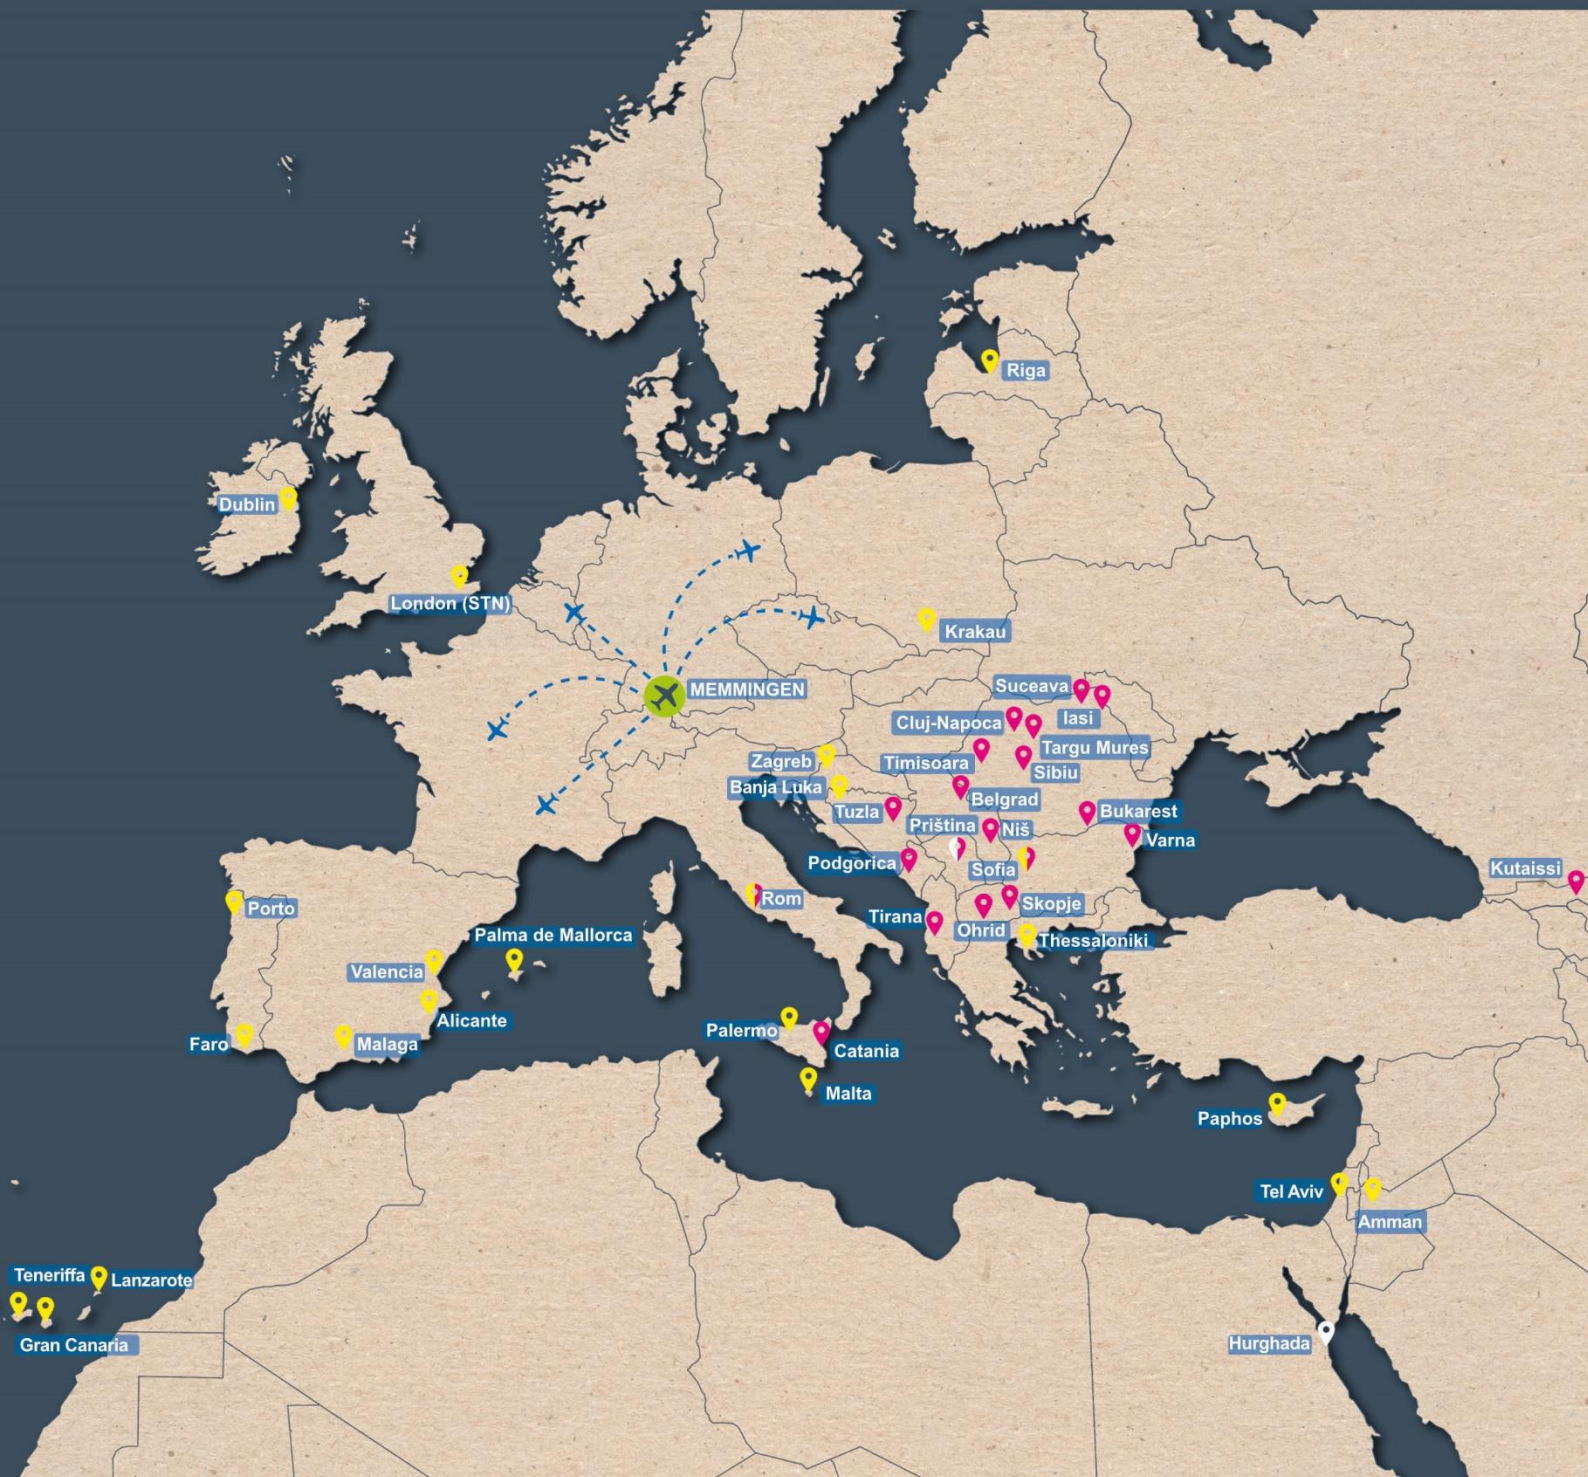 Riga
Dublin
London (STN)
Krakau
MEMMINGEN
Suceava
Iasi
Cluj-Napoca
Targu Mures
Timisoara
Sibiu
Zagreb
Banja Luka
Belgrad
Tuzla
Bukarest
Priština
Niš
Varna
Podgorica
Sofia
Kutaissi
Rom
Skopje
Porto
Tirana
Ohrid
Palma de Mallorca
Thessaloniki
Valencia
Alicante
Palermo
Faro
Malaga
Catania
Malta
Paphos
Tel Aviv
Amman
Teneriffa
Lanzarote
Gran Canaria
Hurghada